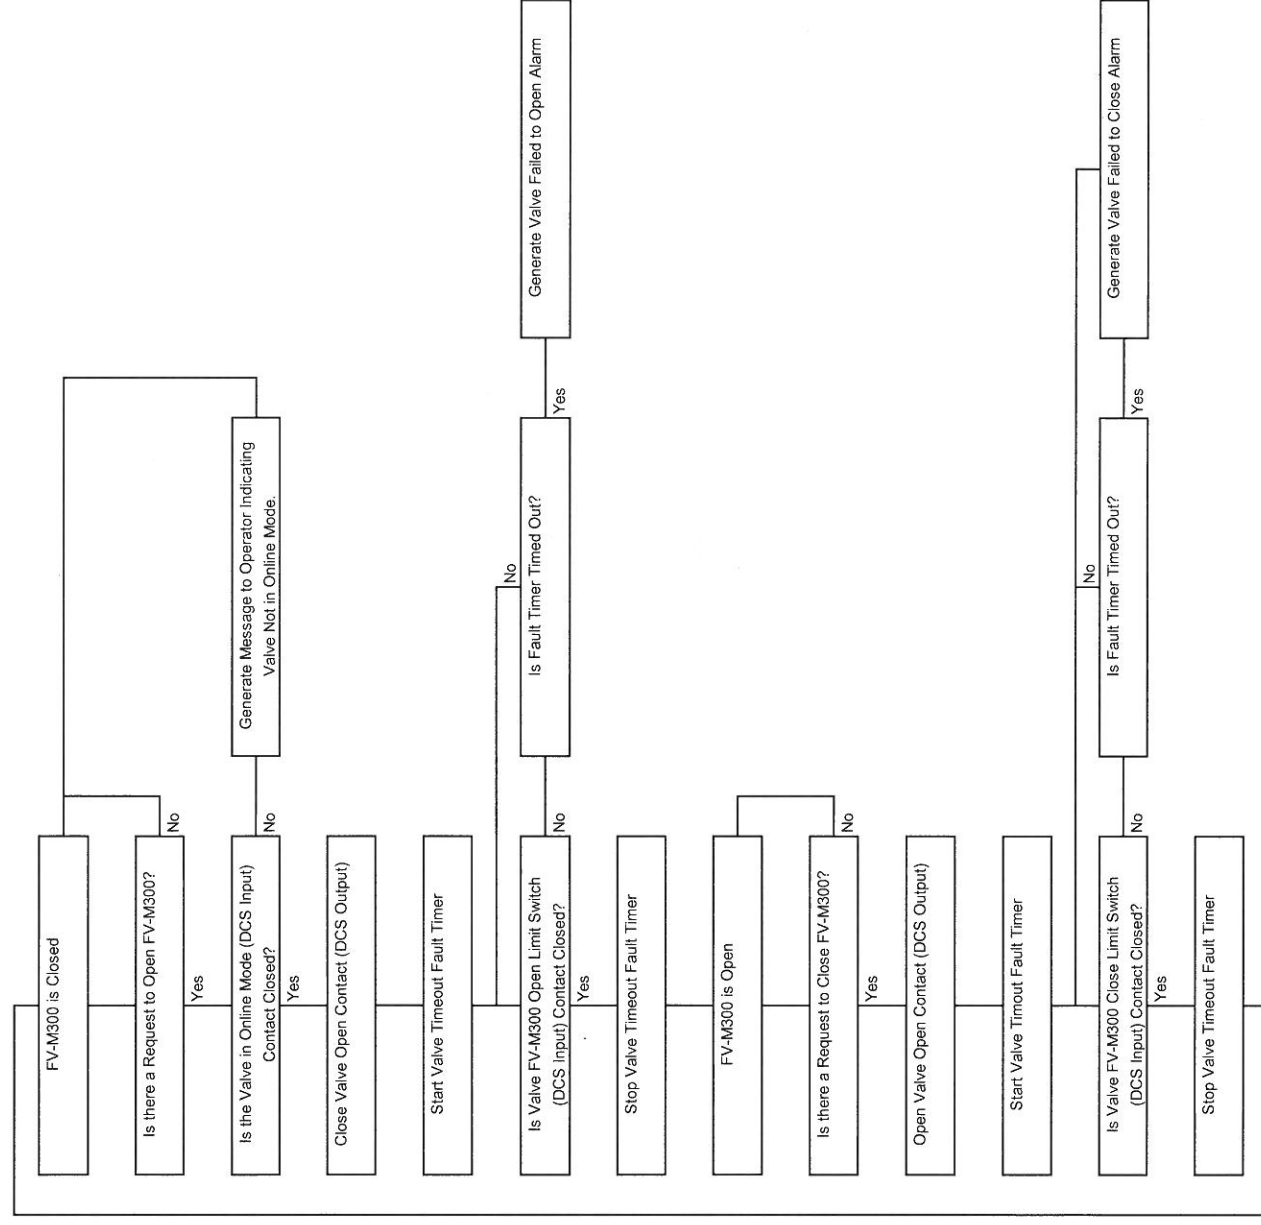 FV-M300 is Closed
Is there a Request to Open FV-M300?
No
Yes
Is the Valve in Online Mode (DCS Input)
Contact Closed?
No
Generate Message to Operator Indicating
Valve Not in Online Mode.
Yes
Close Valve Open Contact (DCS Output)
Start Valve Timeout Fault Timer
Is Valve FV-M300 Open Limit Switch
(DCS Input) Contact Closed?
No
Is Fault Timer Timed Out?
No
Yes
Generate Valve Failed to Open Alarm
Yes
Stop Valve Timeout Fault Timer
FV-M300 is Open
Is there a Request to Close FV-M300?
No
Yes
Open Valve Open Contact (DCS Output)
Start Valve Timout Fault Timer
Is Valve FV-M300 Close Limit Switch
(DCS Input) Contact Closed?
No
Is Fault Timer Timed Out?
No
Yes
Generate Valve Failed to Close Alarm
Yes
Stop Valve Timeout Fault Timer